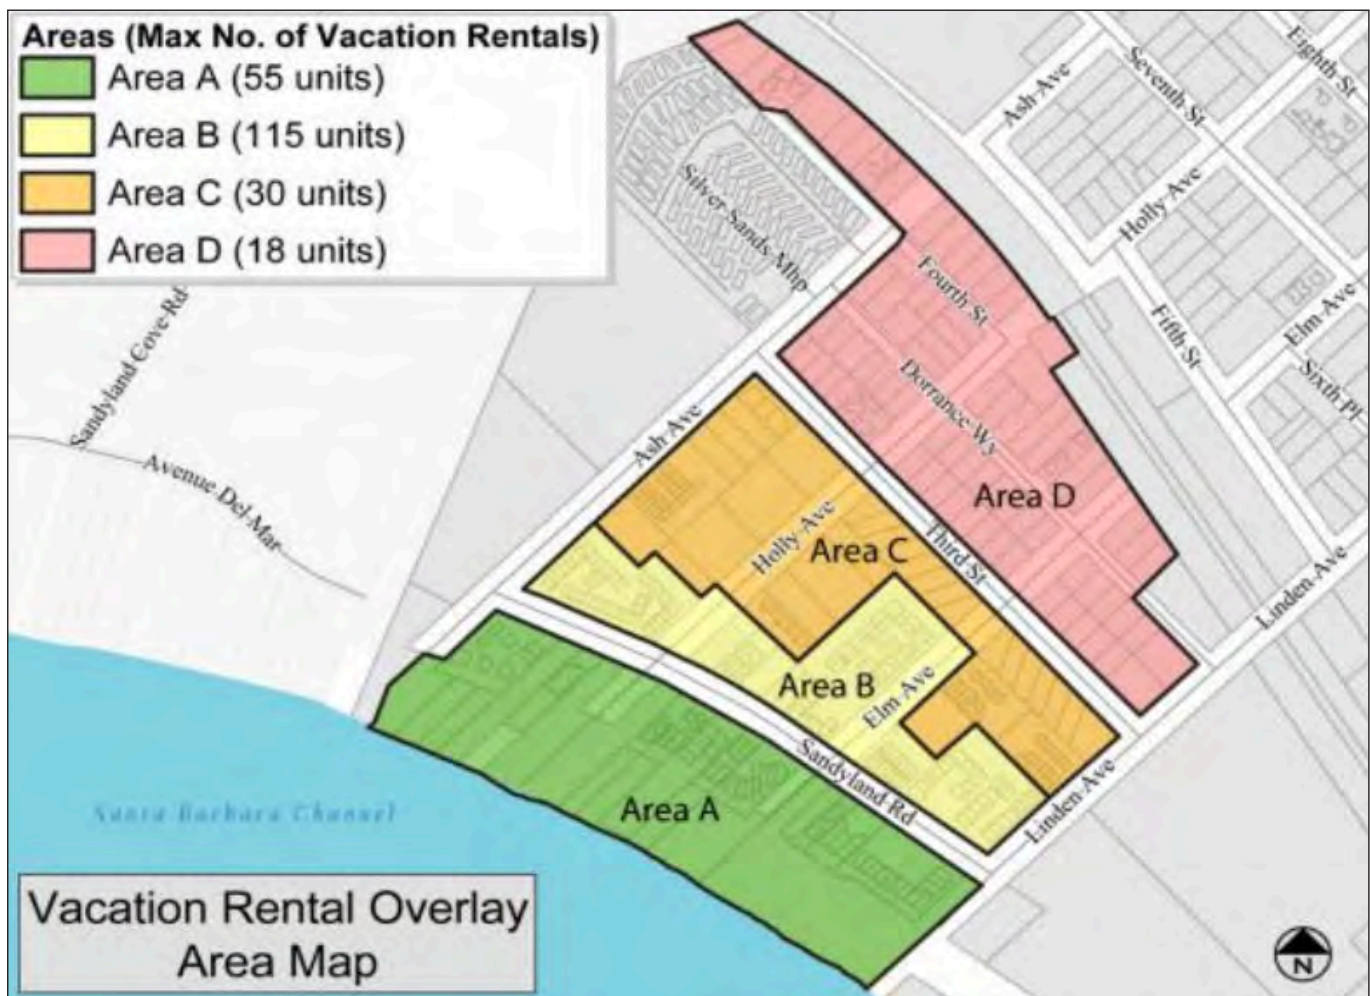 Areas (Max No. of Vacation Rentals)
Area A (55 units)
Area B (115 units)
Area C (30 units)
Area D (18 units)
Eighth St
Seventh St
Ash Ave
Holly Ave
Silver Sands Mhp
Fourth St
Fifth St
Elm Ave
Sixth Pl
Sandyland Cove Rd
Dorrance Wy
Avenue Del Mar
Ash Ave
Area D
Holly Ave
Area C
Third St
Linden Ave
Area B
Elm Ave
Sandyland Rd
Linden Ave
Area A
Santa Barbara Channel
Vacation Rental Overlay
Area Map
N